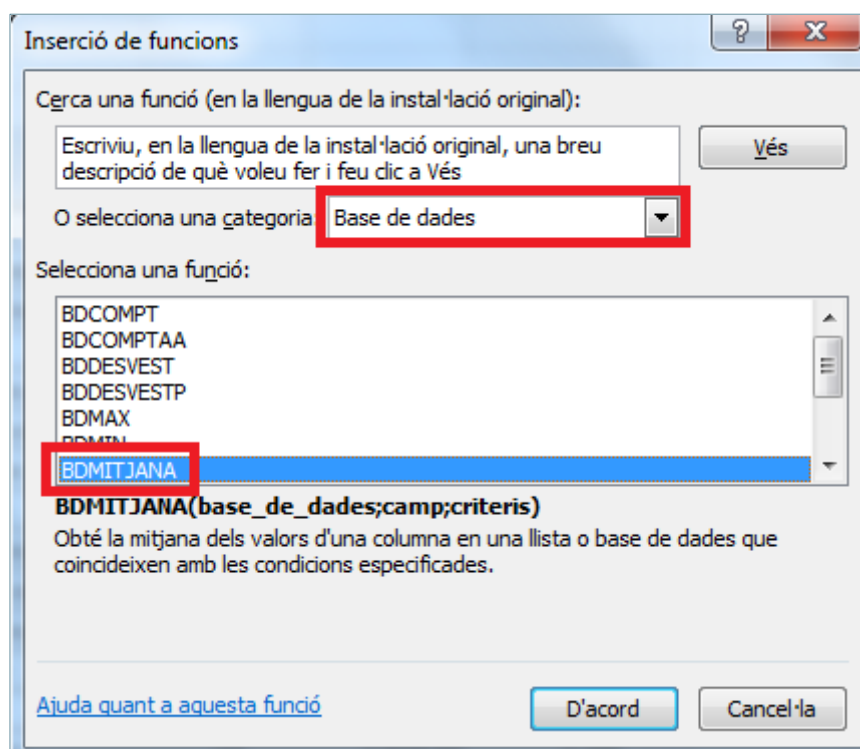 Inserció de funcions
Cerca una funció (en la llengua de la instal·lació original):
Escriviu, en la llengua de la instal·lació original, una breu
descripció de què voleu fer i feu clic a Vés
Vés
O selecciona una categoria:
Base de dades
Selecciona una funció:
BDCOMPT
BDCOMPTAA
BDDESVEST
BDDESVESTP
BDMAX
BDMIN
BDMITJANA
BDMITJANA(base_de_dades;camp;criteris)
Obté la mitjana dels valors d'una columna en una llista o base de dades que
coincideixen amb les condicions especificades.
Ajuda quant a aquesta funció
D'acord
Cancel·la